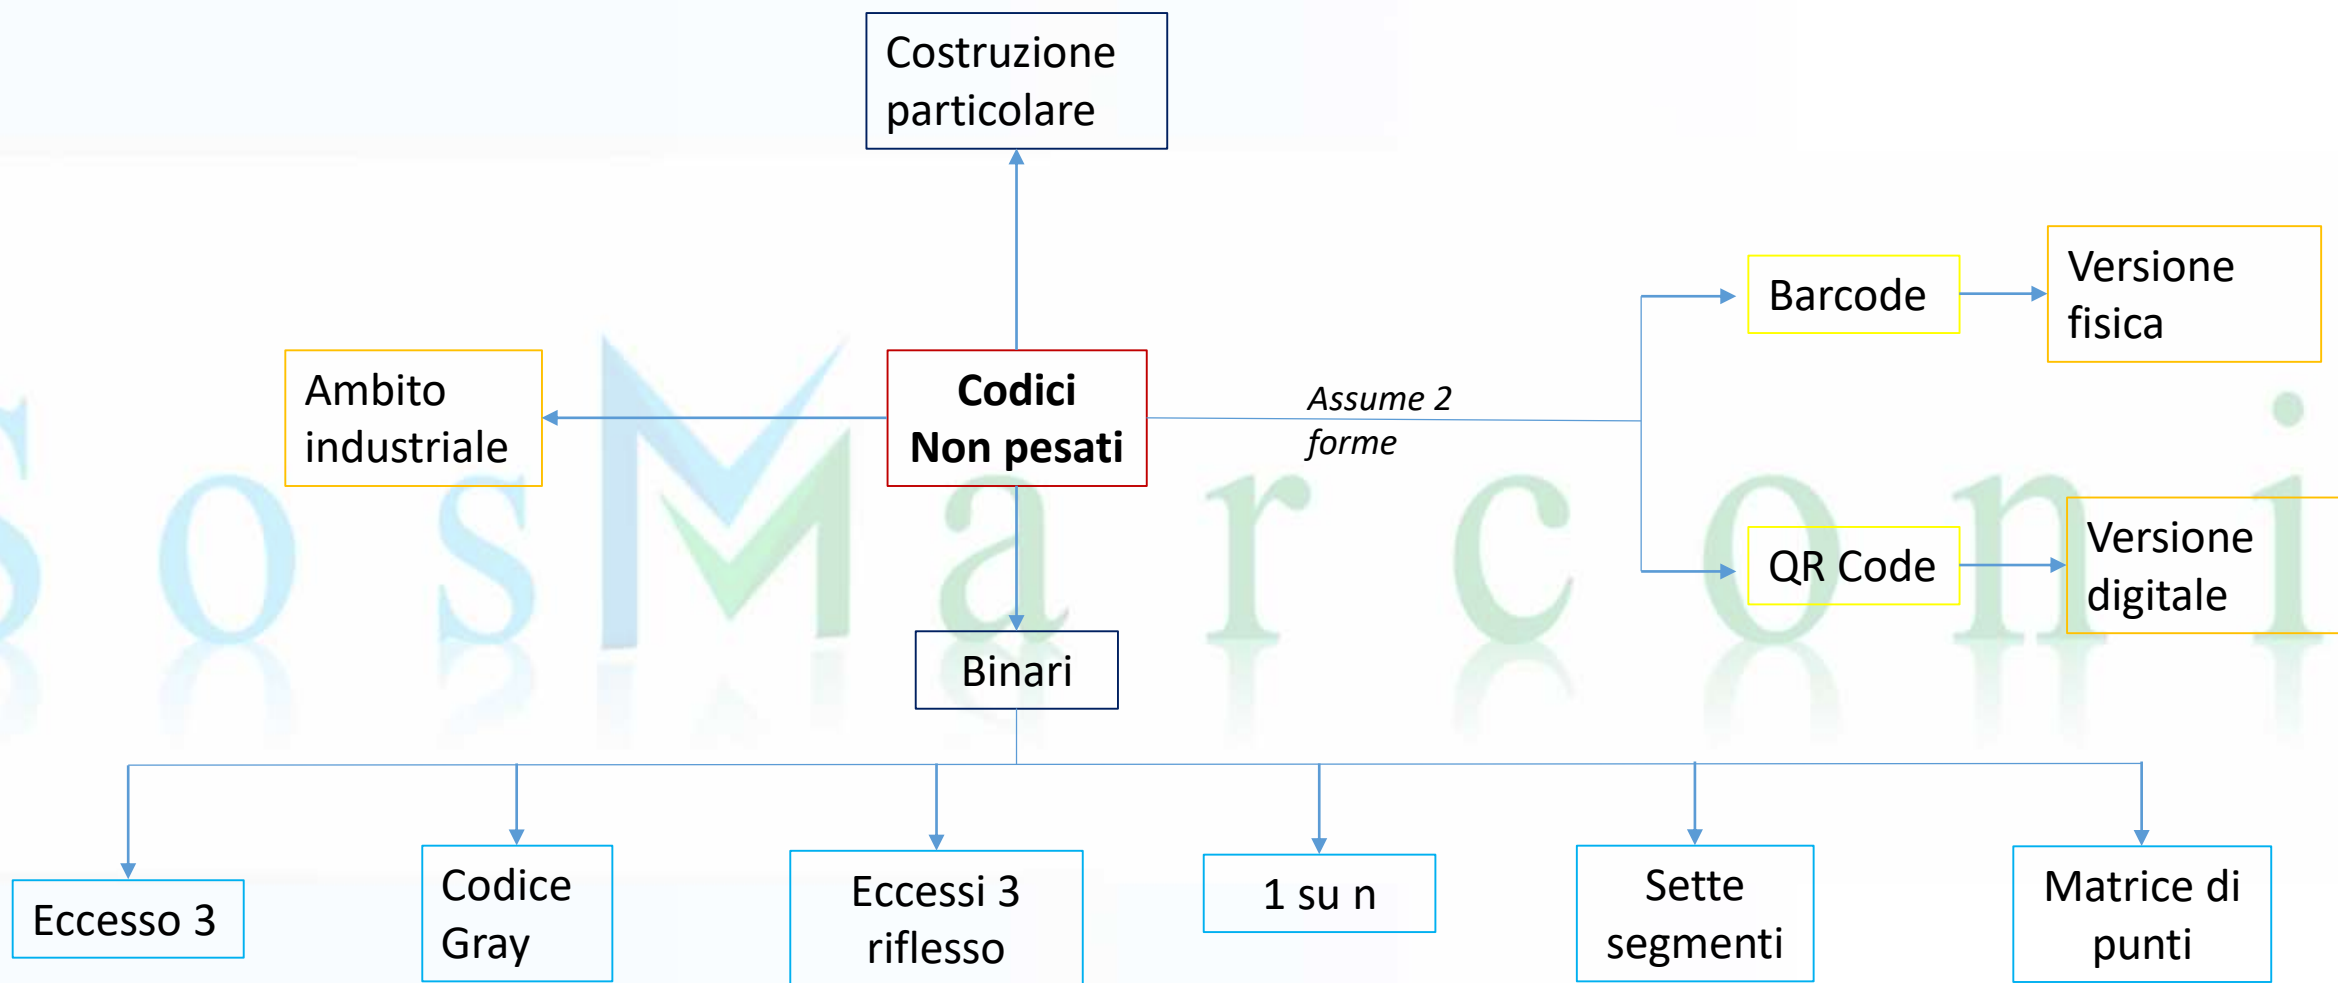 Costruzione
particolare
Barcode
Versione
fisica
Ambito
industriale
Codici
Non pesati
Assume 2
forme
QR Code
Versione
digitale
SosMarconi
Binari
Eccesso 3
Codice
Gray
Eccessi 3
riflesso
1 su n
Sette
segmenti
Matrice di
punti